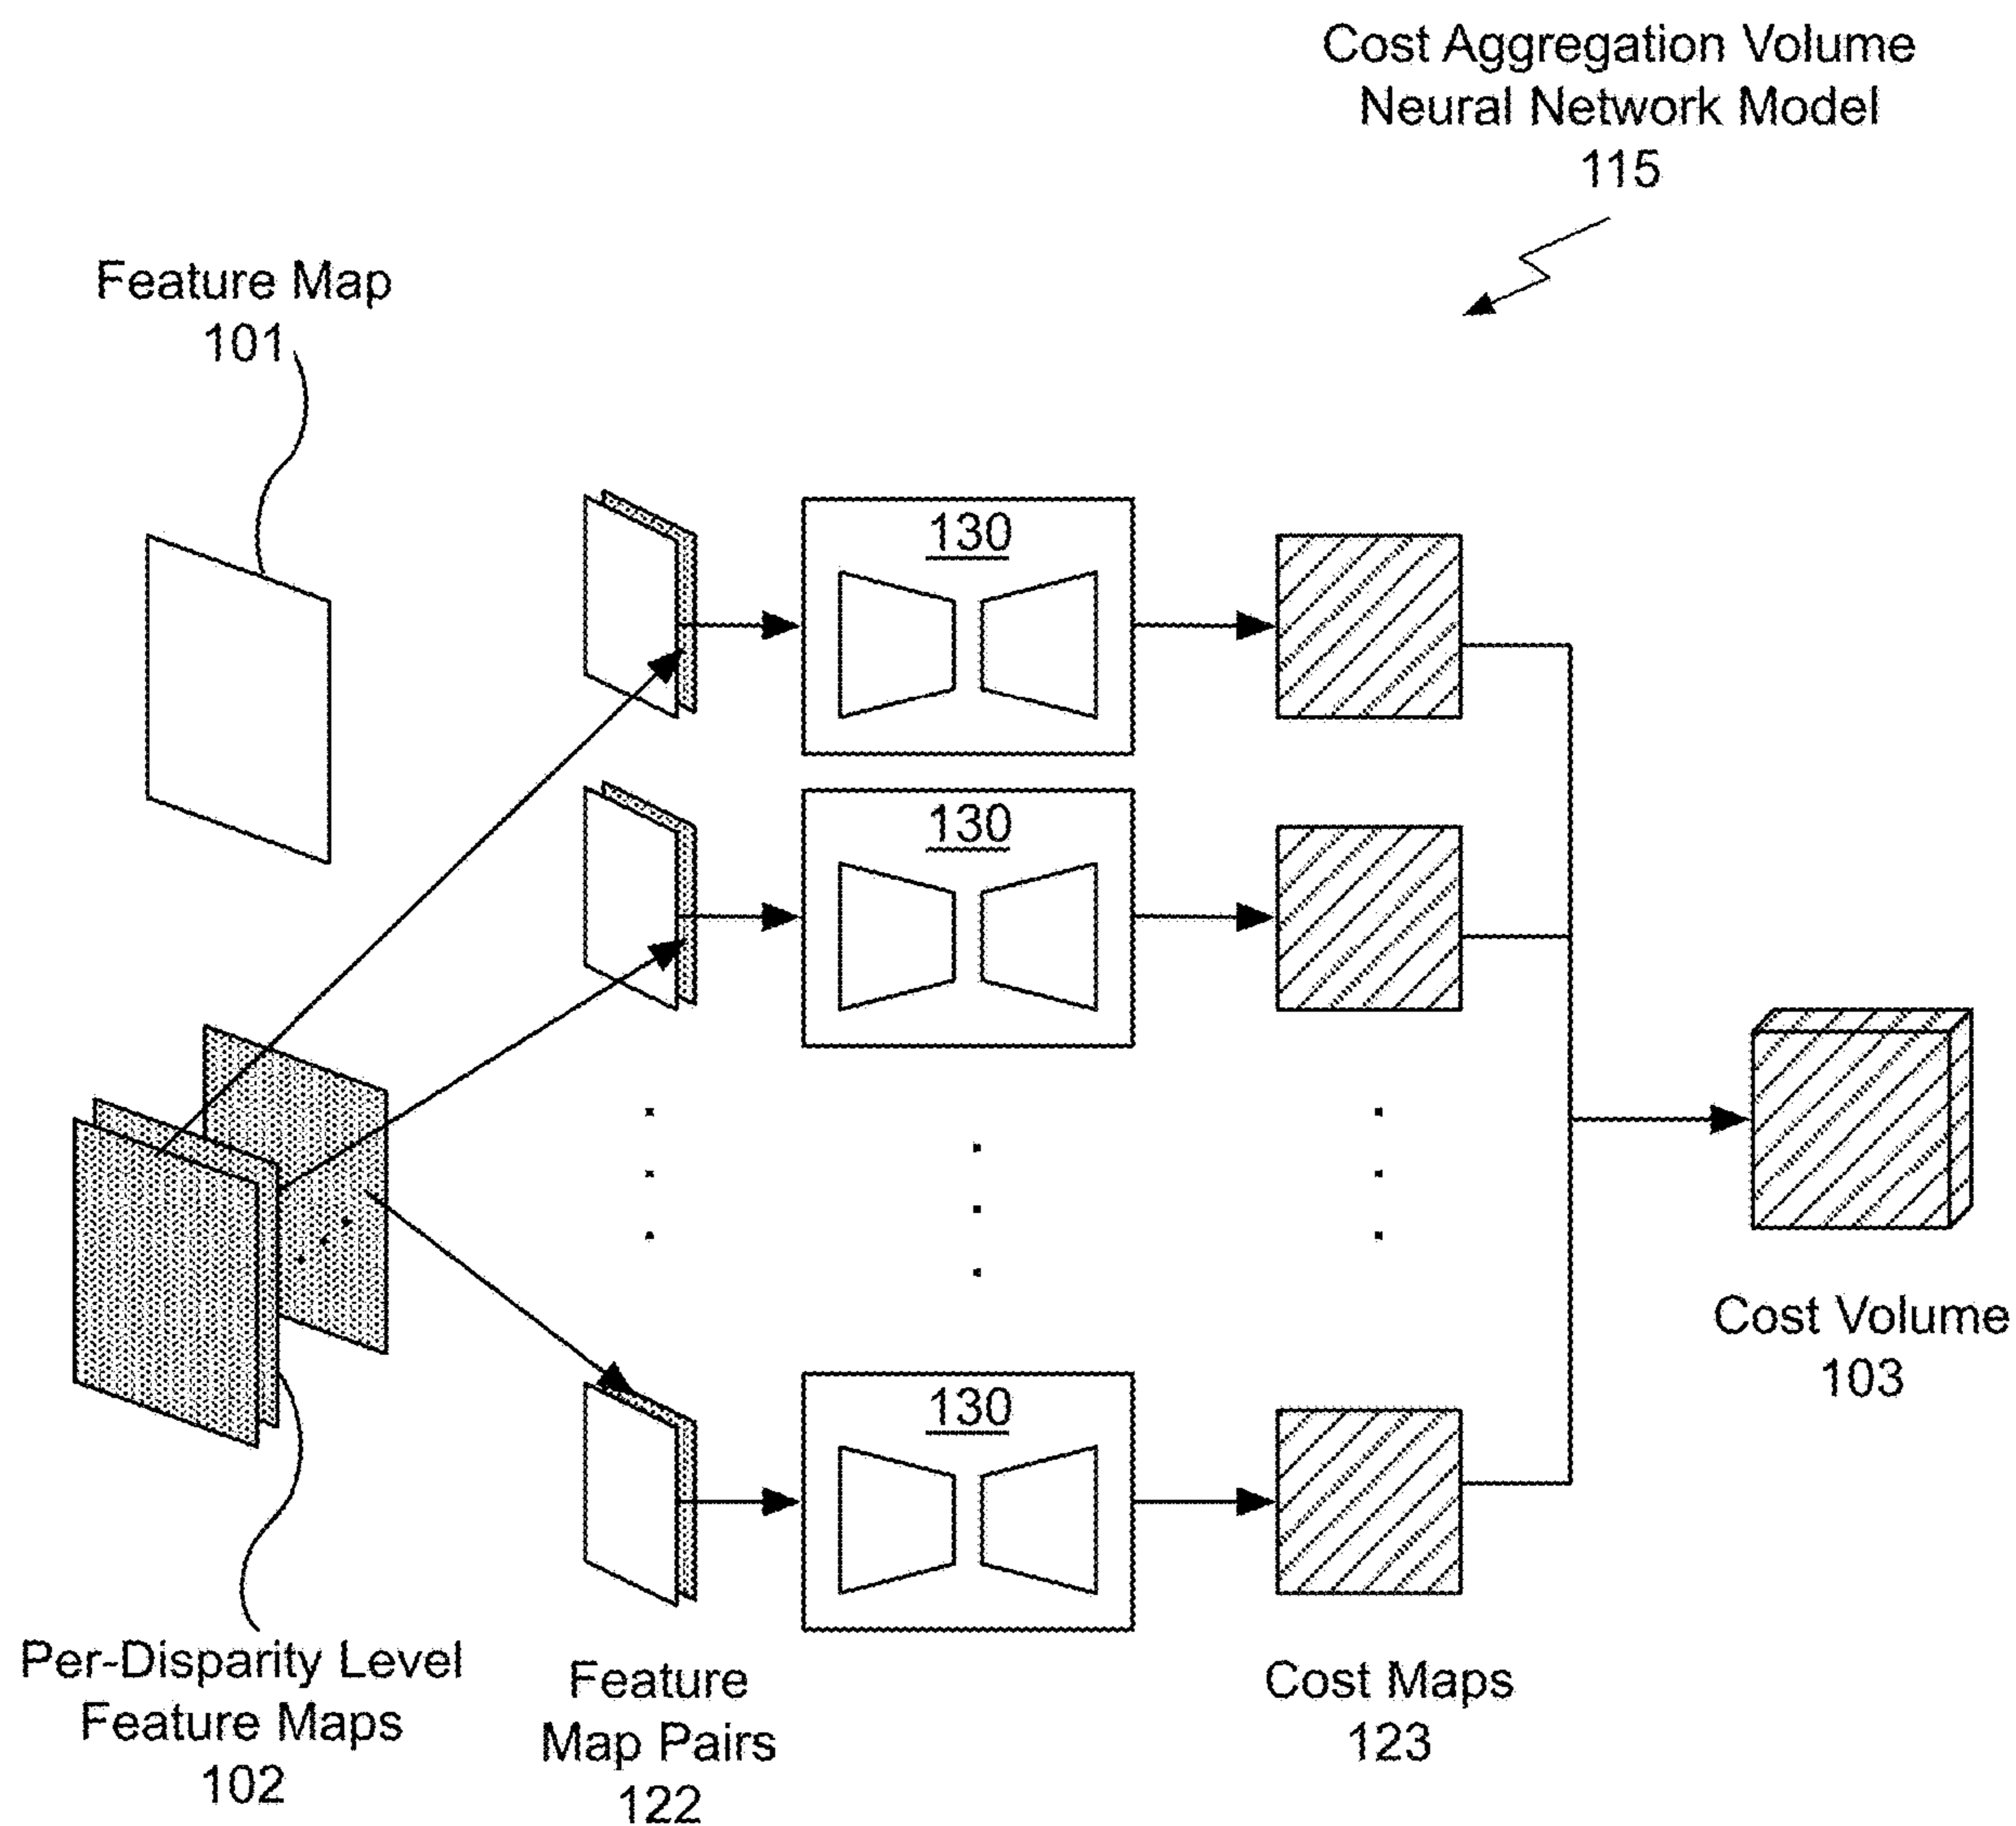 Cost Aggregation Volume
Neural Network Model
115
Feature Map
101
130
130
130
Cost Volume
103
Per-Disparity Level
Feature Maps
102
Feature
Map Pairs
122
Cost Maps
123